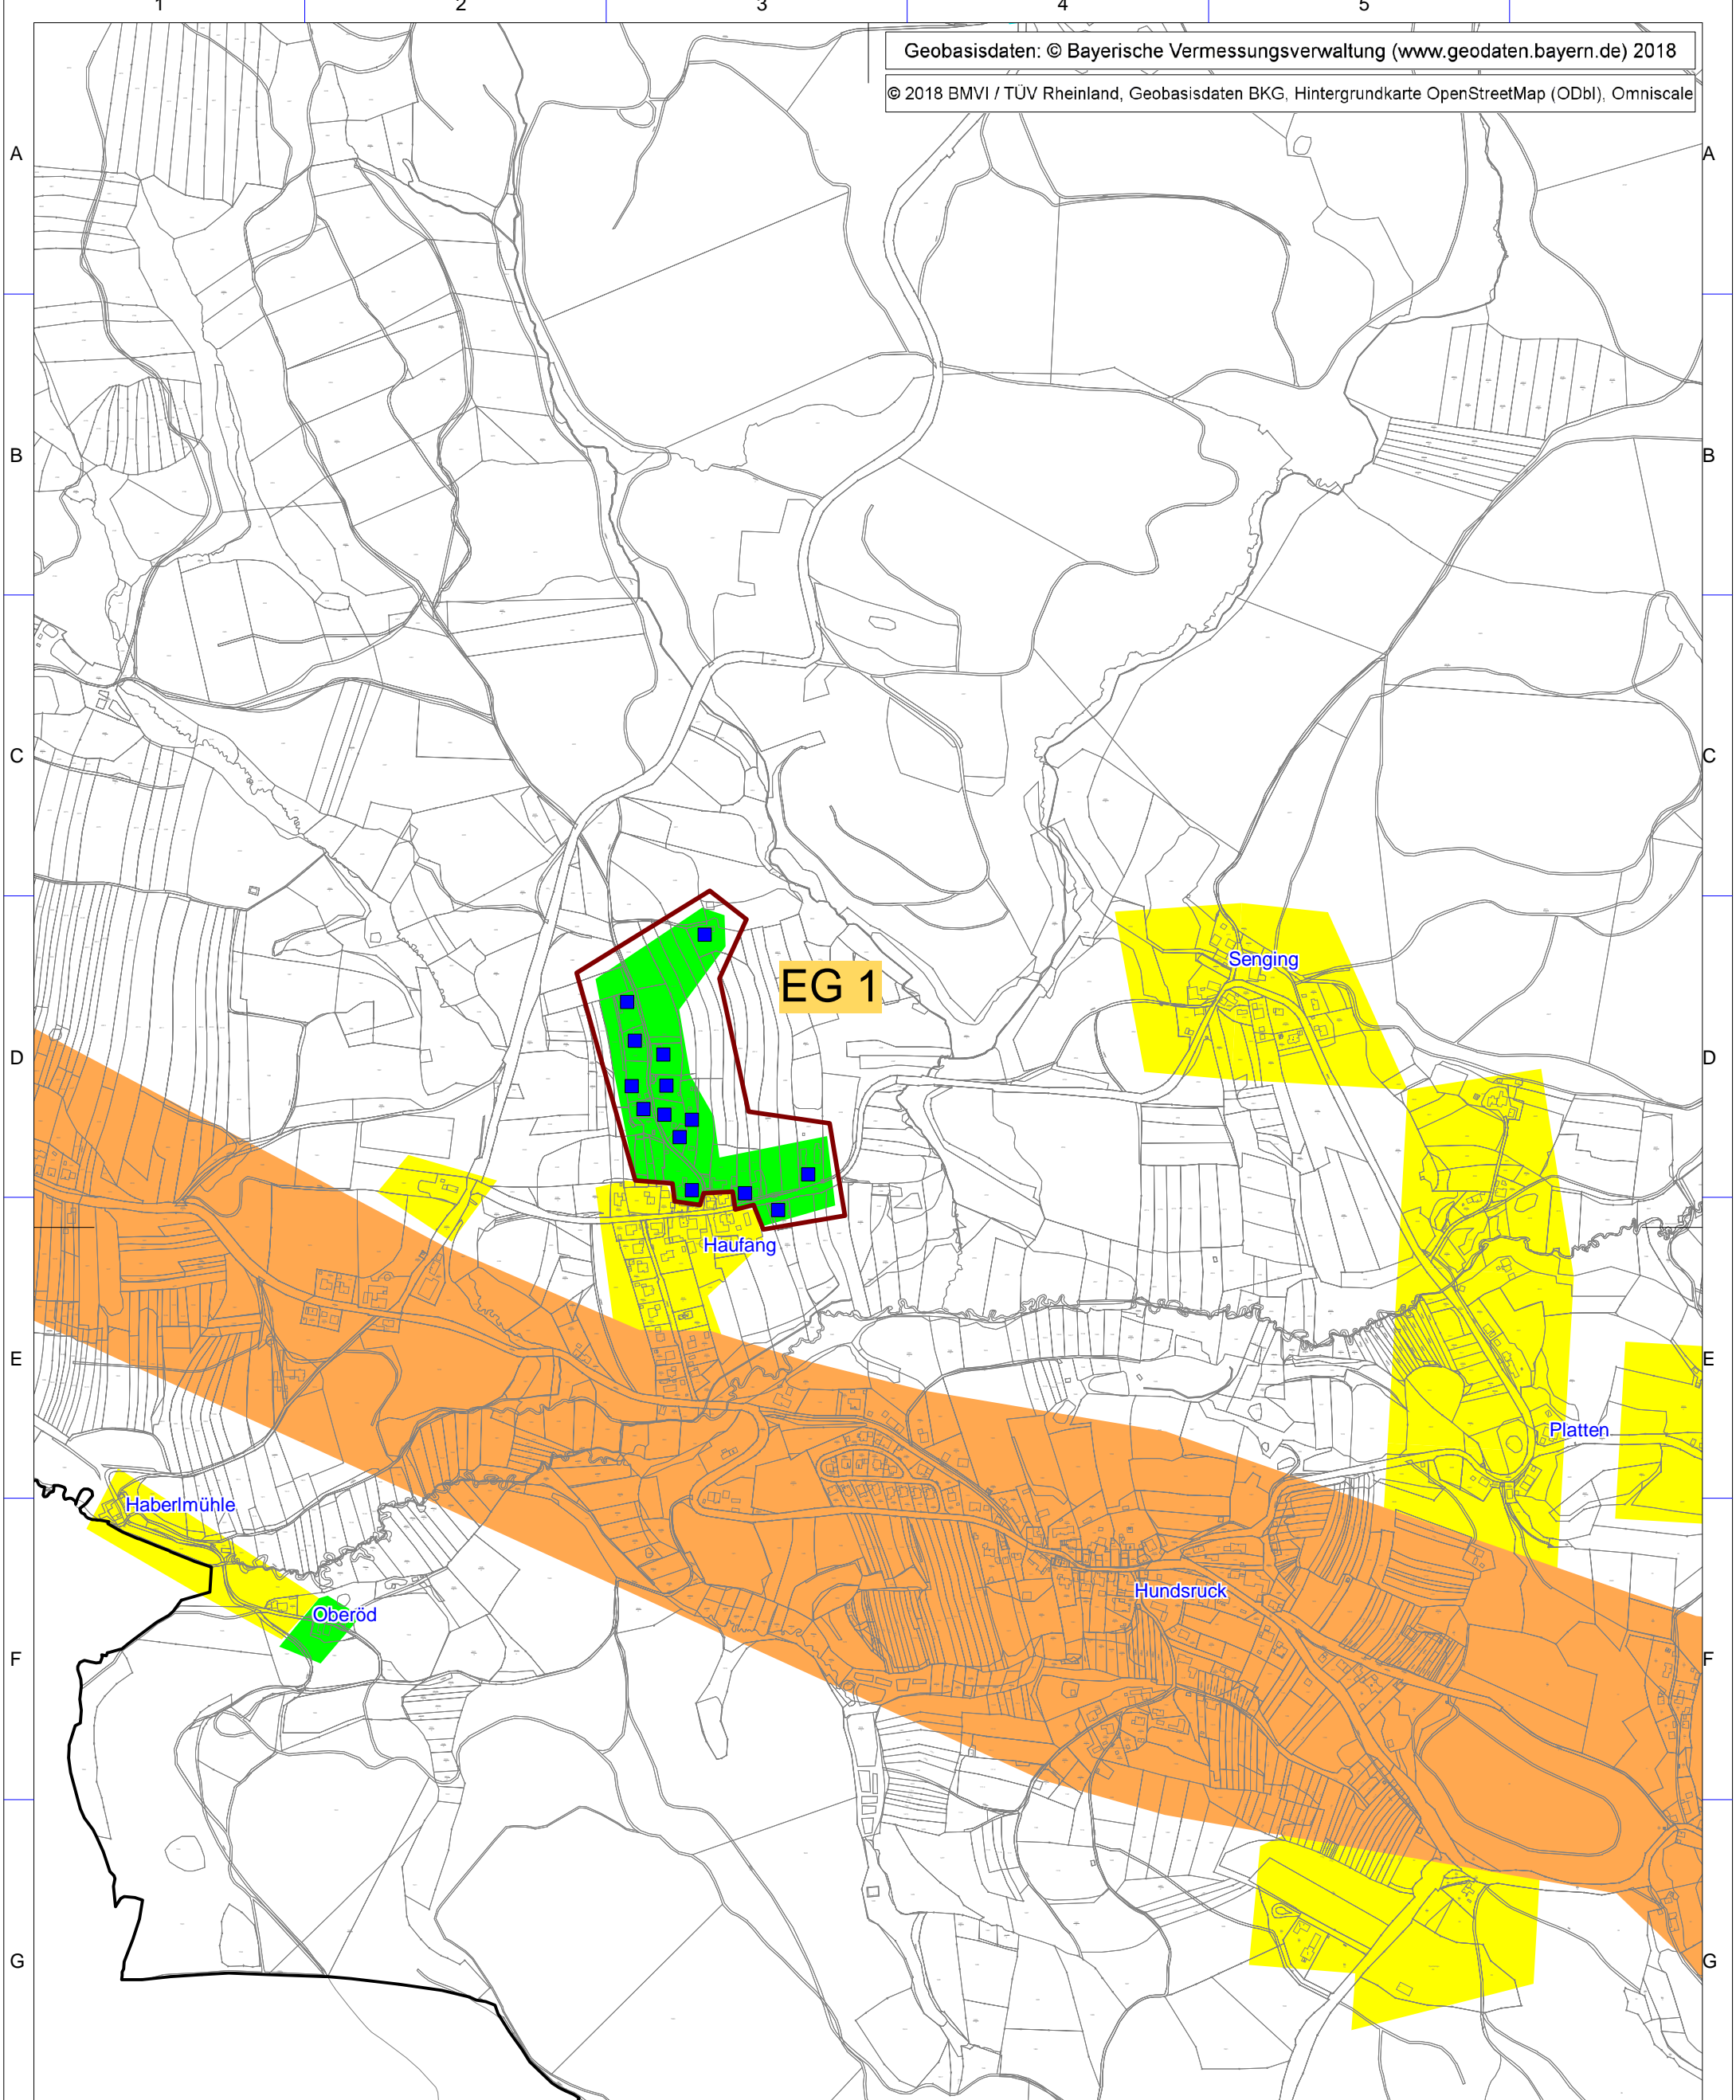 1 2 3 4 5
Geobasisdaten: © Bayerische Vermessungsverwaltung (www.geodaten.bayern.de) 2018
© 2018 BMVI / TÜV Rheinland, Geobasisdaten BKG, Hintergrundkarte OpenStreetMap (ODbl), Omniscale
A A
B B
C C
Senging
EG 1
D D
Haufang
E E
Platten
Haberlmühle
Hundsruck
Oberöd
F F
G G